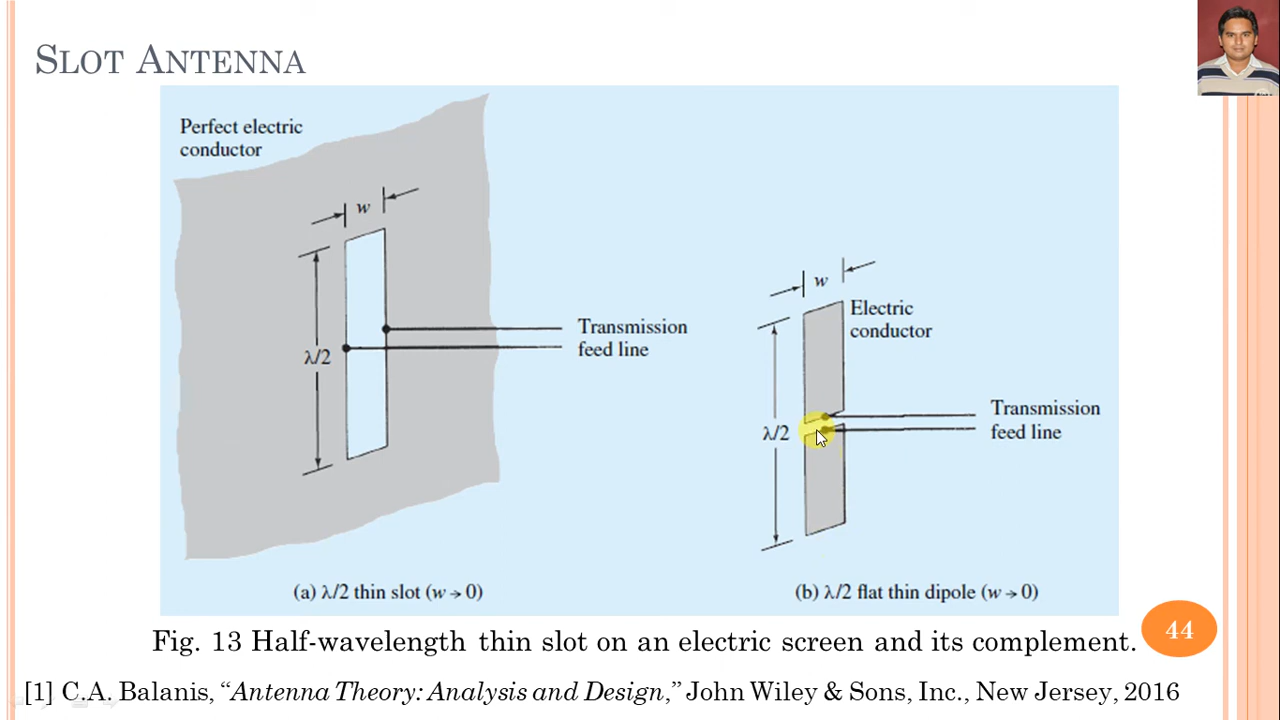 SLOT ANTENNA
Perfect electric
conductor
w
λ/2
Transmission
feed line
w
Electric
conductor
λ/2
Transmission
feed line
(a) λ/2 thin slot (w → 0)
(b) λ/2 flat thin dipole (w → 0)
Fig. 13 Half-wavelength thin slot on an electric screen and its complement.
44
[1] C.A. Balanis, “Antenna Theory: Analysis and Design,” John Wiley & Sons, Inc., New Jersey, 2016